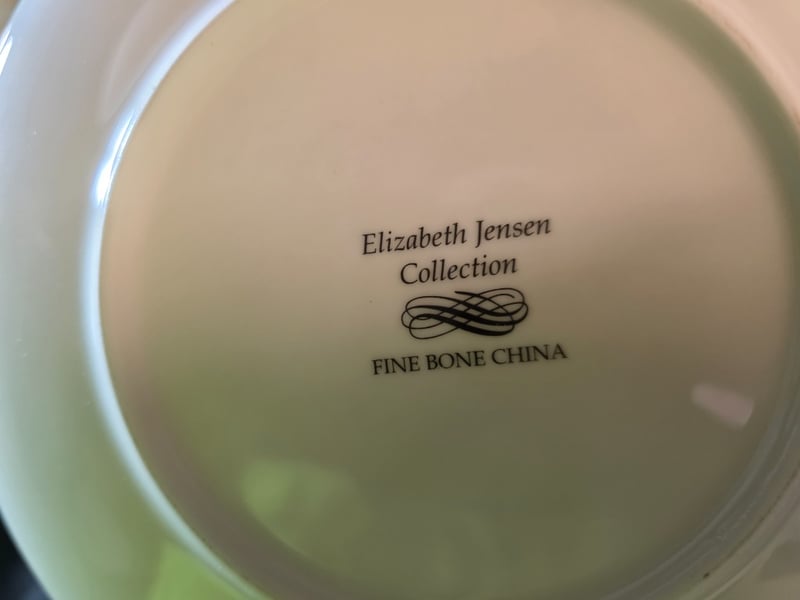 Elizabeth Jensen
Collection
FINE BONE CHINA